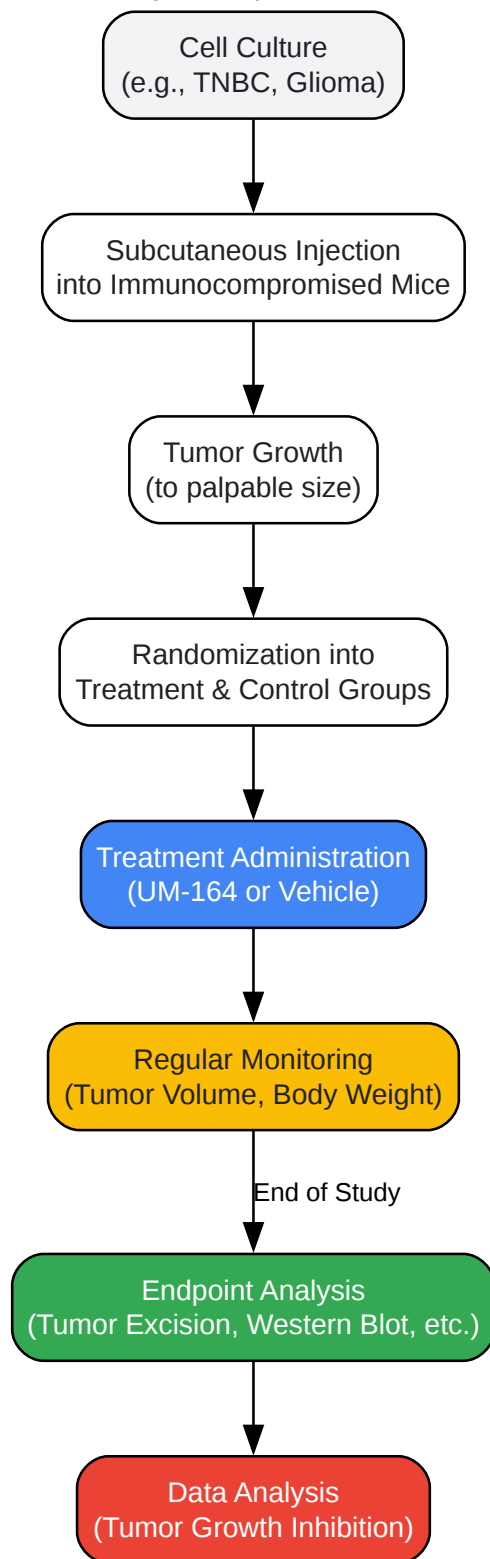 Cell Culture
(e.g., TNBC, Glioma)
Subcutaneous Injection
into Immunocompromised Mice
Tumor Growth
(to palpable size)
Randomization into
Treatment & Control Groups
Treatment Administration
(UM-164 or Vehicle)
Regular Monitoring
(Tumor Volume, Body Weight)
End of Study
Endpoint Analysis
(Tumor Excision, Western Blot, etc.)
Data Analysis
(Tumor Growth Inhibition)